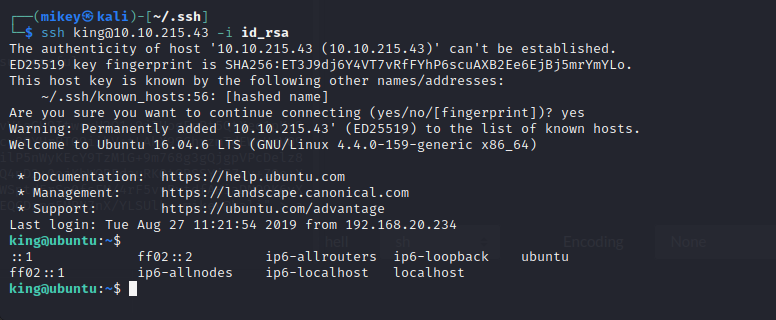 ┌──(mikey㉿kali)-[~/.ssh]
└─$ ssh king@10.10.215.43 -i id_rsa
The authenticity of host '10.10.215.43 (10.10.215.43)' can't be established.
ED25519 key fingerprint is SHA256:ET3J9dj6Y4VT7vRfFYhP6scuAXB2Ee6EjBj5mrYmYLo.
This host key is known by the following other names/addresses:
    ~/.ssh/known_hosts:56: [hashed name]
Are you sure you want to continue connecting (yes/no/[fingerprint])? yes
Warning: Permanently added '10.10.215.43' (ED25519) to the list of known hosts.
Welcome to Ubuntu 16.04.6 LTS (GNU/Linux 4.4.0-159-generic x86_64)
 * Documentation:  https://help.ubuntu.com
 * Management:     https://landscape.canonical.com
 * Support:        https://ubuntu.com/advantage
Last login: Tue Aug 27 11:21:54 2019 from 192.168.20.234
king@ubuntu:~$
::1             ff02::2         ip6-allrouters  ip6-loopback    ubuntu
ff02::1         ip6-allnodes    ip6-localhost   localhost
king@ubuntu:~$
Encoding
None